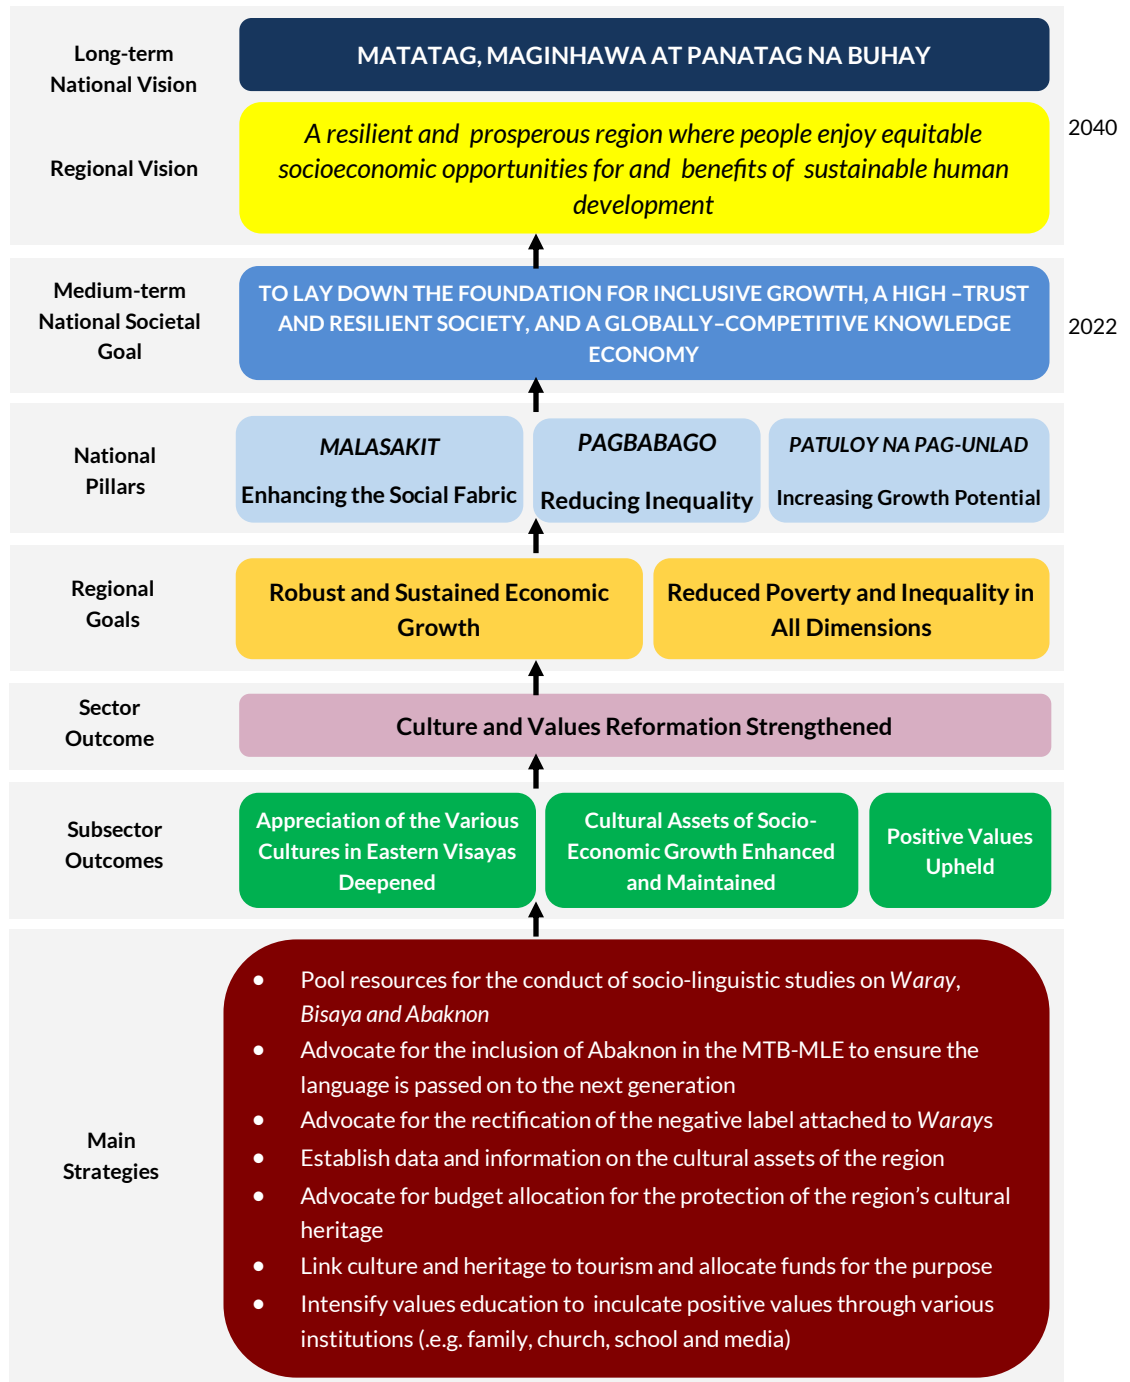 Long-term
National Vision
MATATAG, MAGINHAWA AT PANATAG NA BUHAY
2040
Regional Vision
A resilient and prosperous region where people enjoy equitable
socioeconomic opportunities for and benefits of sustainable human
development
Medium-term
National Societal
Goal
TO LAY DOWN THE FOUNDATION FOR INCLUSIVE GROWTH, A HIGH –TRUST
AND RESILIENT SOCIETY, AND A GLOBALLY–COMPETITIVE KNOWLEDGE
ECONOMY
2022
National
Pillars
MALASAKIT
Enhancing the Social Fabric
PAGBABAGO
Reducing Inequality
PATULOY NA PAG-UNLAD
Increasing Growth Potential
Regional
Goals
Robust and Sustained Economic
Growth
Reduced Poverty and Inequality in
All Dimensions
Sector
Outcome
Culture and Values Reformation Strengthened
Subsector
Outcomes
Appreciation of the Various
Cultures in Eastern Visayas
Deepened
Cultural Assets of Socio-
Economic Growth Enhanced
and Maintained
Positive Values
Upheld
Main
Strategies
• Pool resources for the conduct of socio-linguistic studies on Waray,
Bisaya and Abaknon
• Advocate for the inclusion of Abaknon in the MTB-MLE to ensure the
language is passed on to the next generation
• Advocate for the rectification of the negative label attached to Warays
• Establish data and information on the cultural assets of the region
• Advocate for budget allocation for the protection of the region’s cultural
heritage
• Link culture and heritage to tourism and allocate funds for the purpose
• Intensify values education to inculcate positive values through various
institutions (.e.g. family, church, school and media)